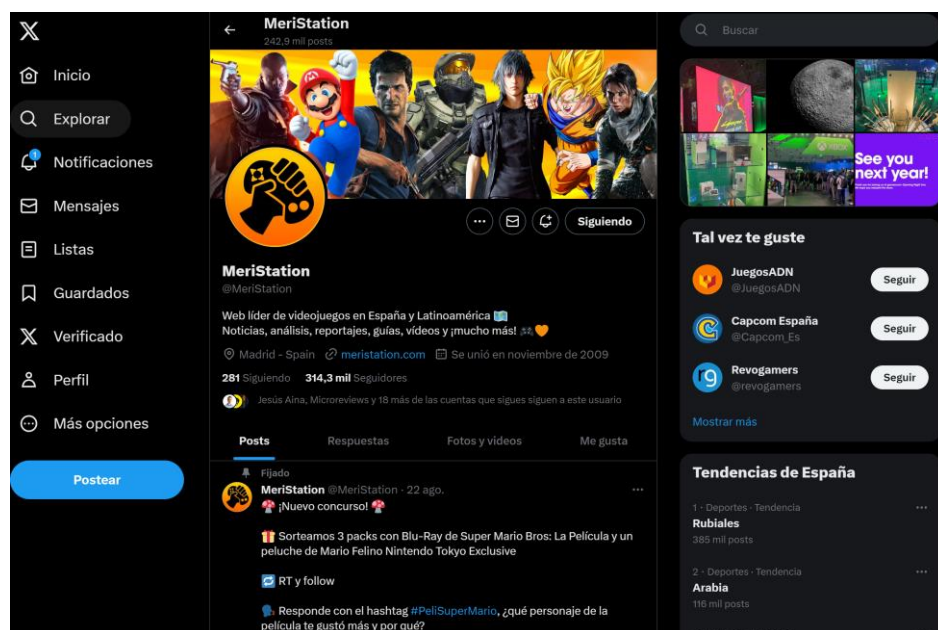 X
Inicio
Explorar
1
Notificaciones
Mensajes
Listas
Guardados
X Verificado
Perfil
Más opciones
Postear
MeriStation
242,9 mil posts
Siguiendo
MeriStation
@MeriStation
Web líder de videojuegos en España y Latinoamérica 🗺️
Noticias, análisis, reportajes, guías, vídeos y ¡mucho más! 🎮🧡
Madrid - Spain meristation.com Se unió en noviembre de 2009
281 Siguiendo 314,3 mil Seguidores
Jesús Aina, Microreviews y 18 más de las cuentas que sigues siguen a este usuario
Posts Respuestas Fotos y videos Me gusta
Fijado
MeriStation @MeriStation · 22 ago.
🍄 ¡Nuevo concurso! 🍄
🎁 Sorteamos 3 packs con Blu-Ray de Super Mario Bros: La Película y un
peluche de Mario Felino Nintendo Tokyo Exclusive
🔁 RT y follow
🗣️ Responde con el hashtag #PeliSuperMario, ¿qué personaje de la
película te gustó más y por qué?
Buscar
XBOX
See you
next year!
Tal vez te guste
JuegosADN
@JuegosADN
Seguir
Capcom España
@Capcom_Es
Seguir
Revogamers
@revogamers
Seguir
Mostrar más
Tendencias de España
1 · Deportes · Tendencia
Rubiales
385 mil posts
2 · Deportes · Tendencia
Arabia
116 mil posts